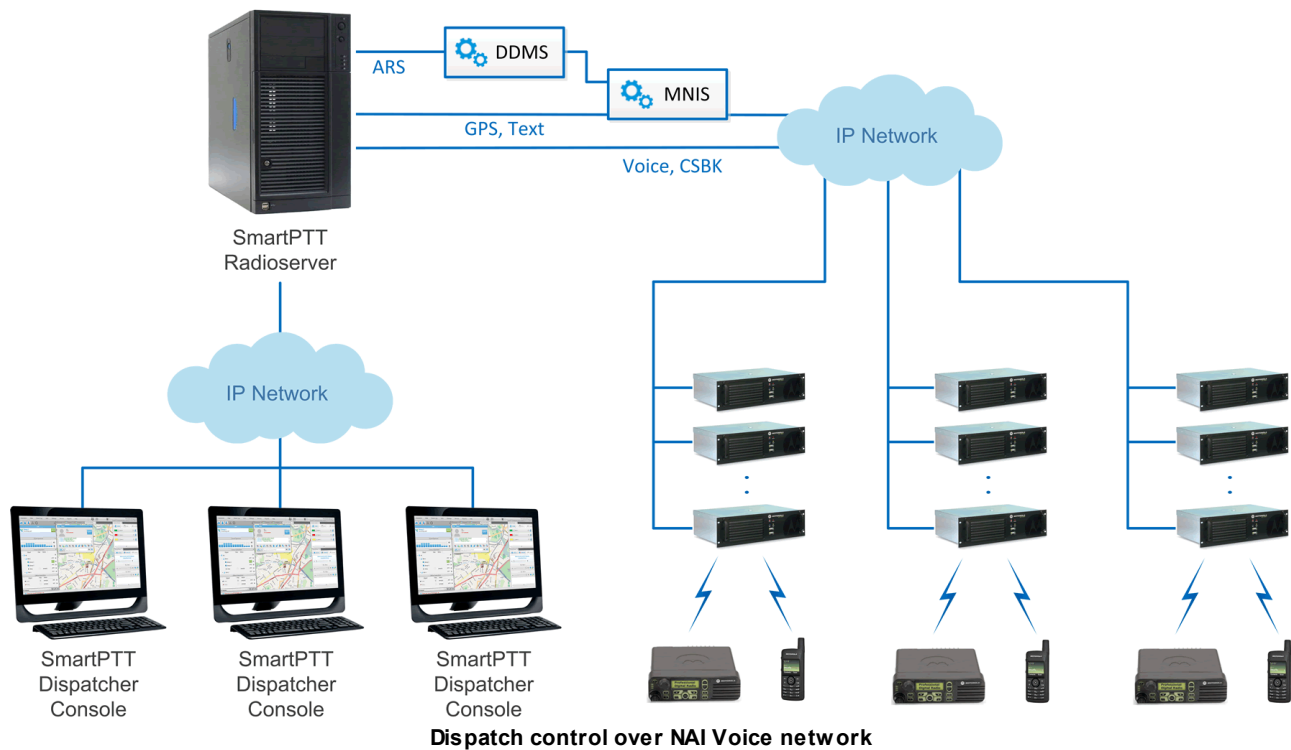 ARS
DDMS
MNIS
GPS, Text
Voice, CSBK
IP Network
SmartPTT
Radioserver
IP Network
SmartPTT
Dispatcher
Console
SmartPTT
Dispatcher
Console
SmartPTT
Dispatcher
Console
Dispatch control over NAI Voice network